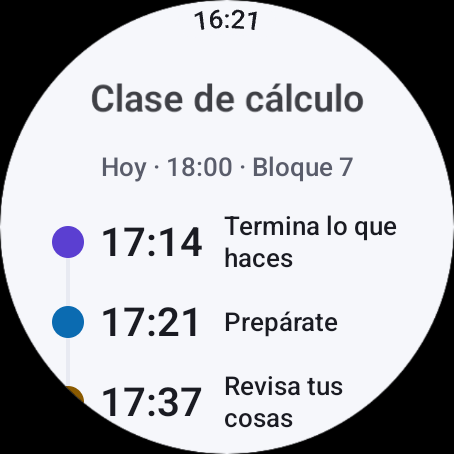 16:21
Clase de cálculo
Hoy · 18:00 · Bloque 7
17:14 Termina lo que
haces
17:21 Prepárate
17:37 Revisa tus
cosas